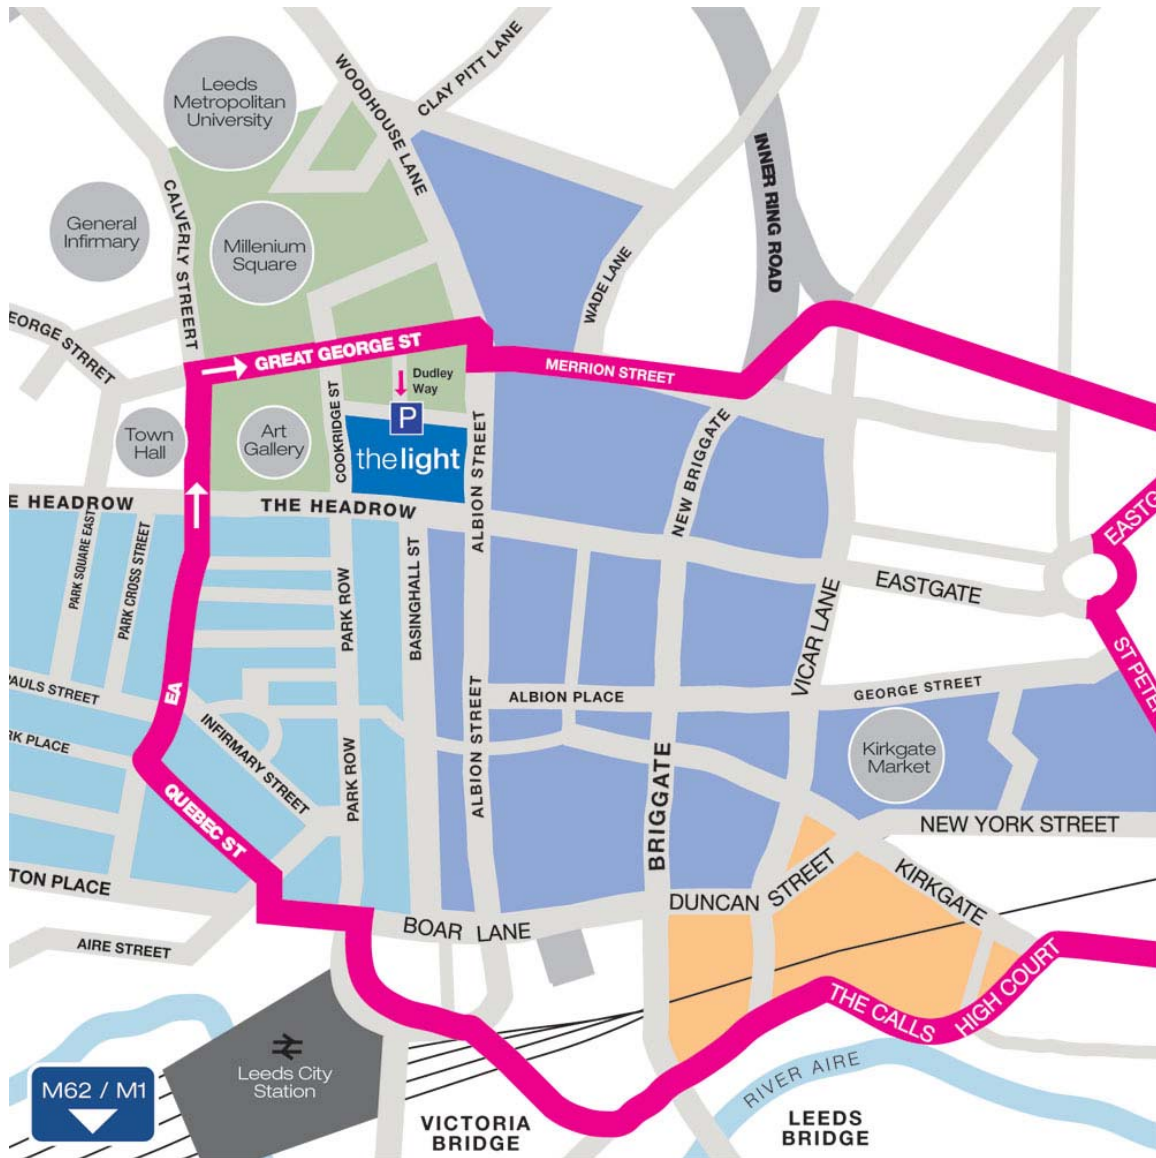 Leeds
Metropolitan
University
WOODHOUSE LANE
CLAY PITT LANE
INNER RING ROAD
General
Infirmary
CALVERLY STREERT
Millenium
Square
WADE LANE
EORGE STRRET
GREAT GEORGE ST
MERRION STREET
Dudley
Way
P
thelight
Town
Hall
Art
Gallery
COOKRIDGE ST
ALBION STREET
NEW BRIGGATE
E HEADROW
THE HEADROW
EASTG
PARK SQUARE EAST
PARK CROSS STREET
PARK ROW
BASINGHALL ST
EASTGATE
VICAR LANE
ST PETE
PAULS STREET
EA
ALBION PLACE
GEORGE STREET
RK PLACE
INFIRMARY STREET
PARK ROW
ALBION STREET
BRIGGATE
Kirkgate
Market
QUEBEC ST
NEW YORK STREET
TON PLACE
DUNCAN STREET
KIRKGATE
BOAR LANE
AIRE STREET
THE CALLS
HIGH COURT
Leeds City
Station
M62 / M1
RIVER AIRE
VICTORIA
BRIDGE
LEEDS
BRIDGE